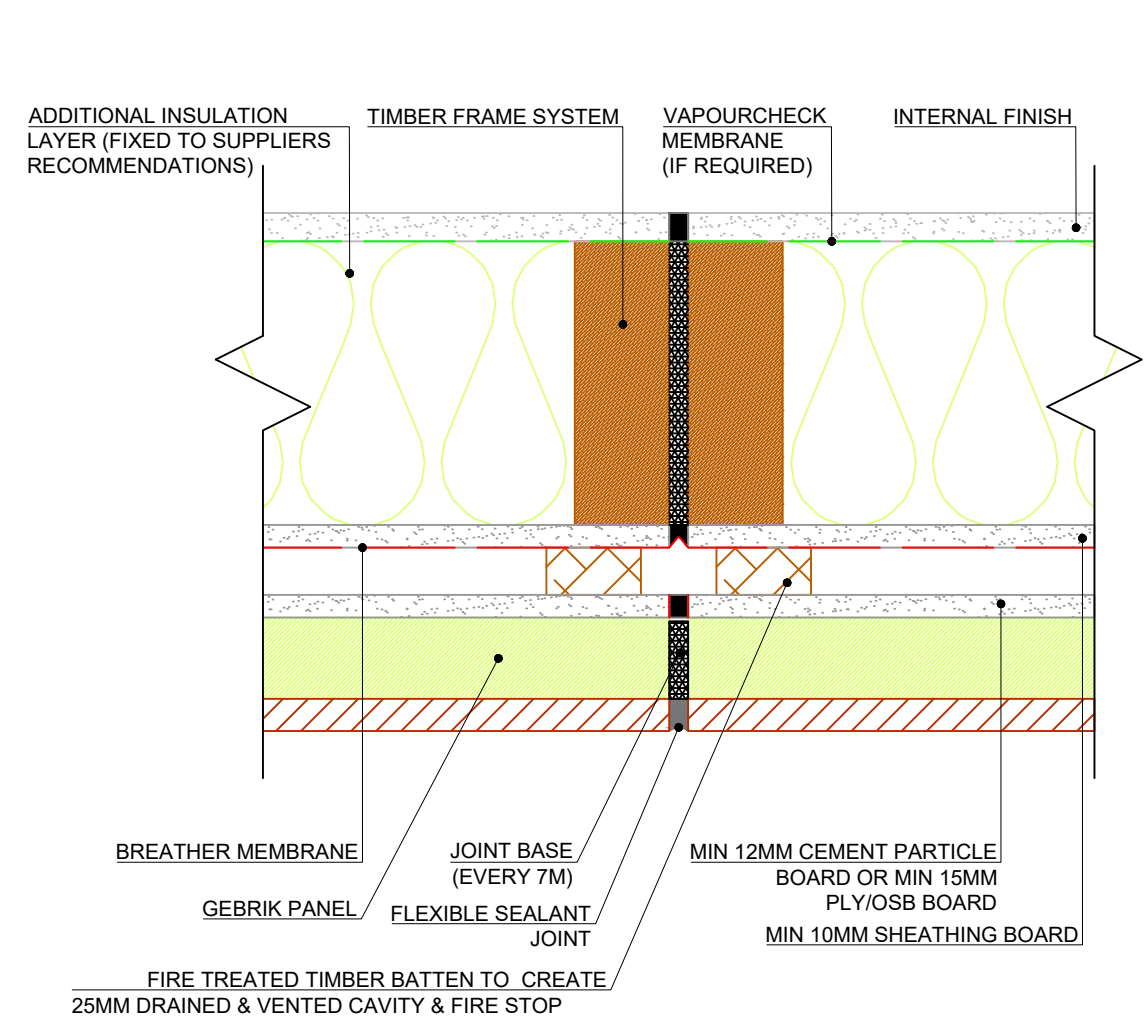 ADDITIONAL INSULATION
LAYER (FIXED TO SUPPLIERS
RECOMMENDATIONS)
TIMBER FRAME SYSTEM
VAPOURCHECK
MEMBRANE
(IF REQUIRED)
INTERNAL FINISH
BREATHER MEMBRANE
JOINT BASE
(EVERY 7M)
MIN 12MM CEMENT PARTICLE
BOARD OR MIN 15MM
PLY/OSB BOARD
GEBRIK PANEL
FLEXIBLE SEALANT
JOINT
MIN 10MM SHEATHING BOARD
FIRE TREATED TIMBER BATTEN TO CREATE
25MM DRAINED & VENTED CAVITY & FIRE STOP